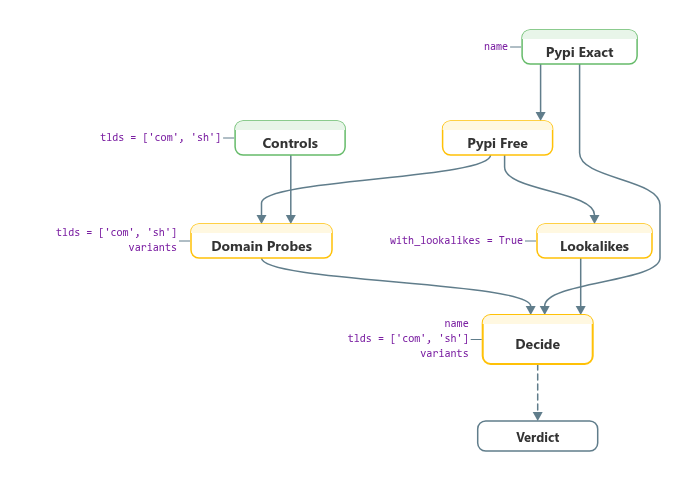 name
Pypi Exact
tlds = ['com', 'sh']
Controls
Pypi Free
tlds = ['com', 'sh']
variants
Domain Probes
with_lookalikes = True
Lookalikes
name
tlds = ['com', 'sh']
variants
Decide
Verdict